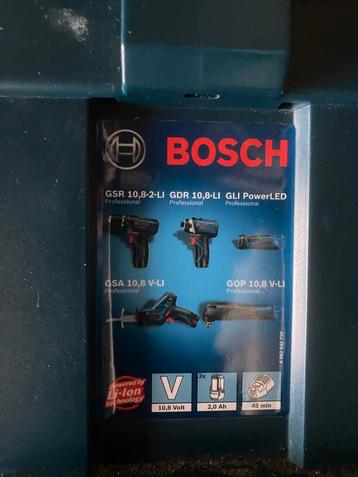 BOSCH
BOSCH
GSR 10,8-2-LI GDR 10,8-LI GLI PowerLED
Professional Professional Professional
GSA 10,8 V-LI GOP 10,8 V-LI
Professional Professional
powered by
Li-Ion
technology
V 3x
10,8 Volt 2,0 Ah 45 min